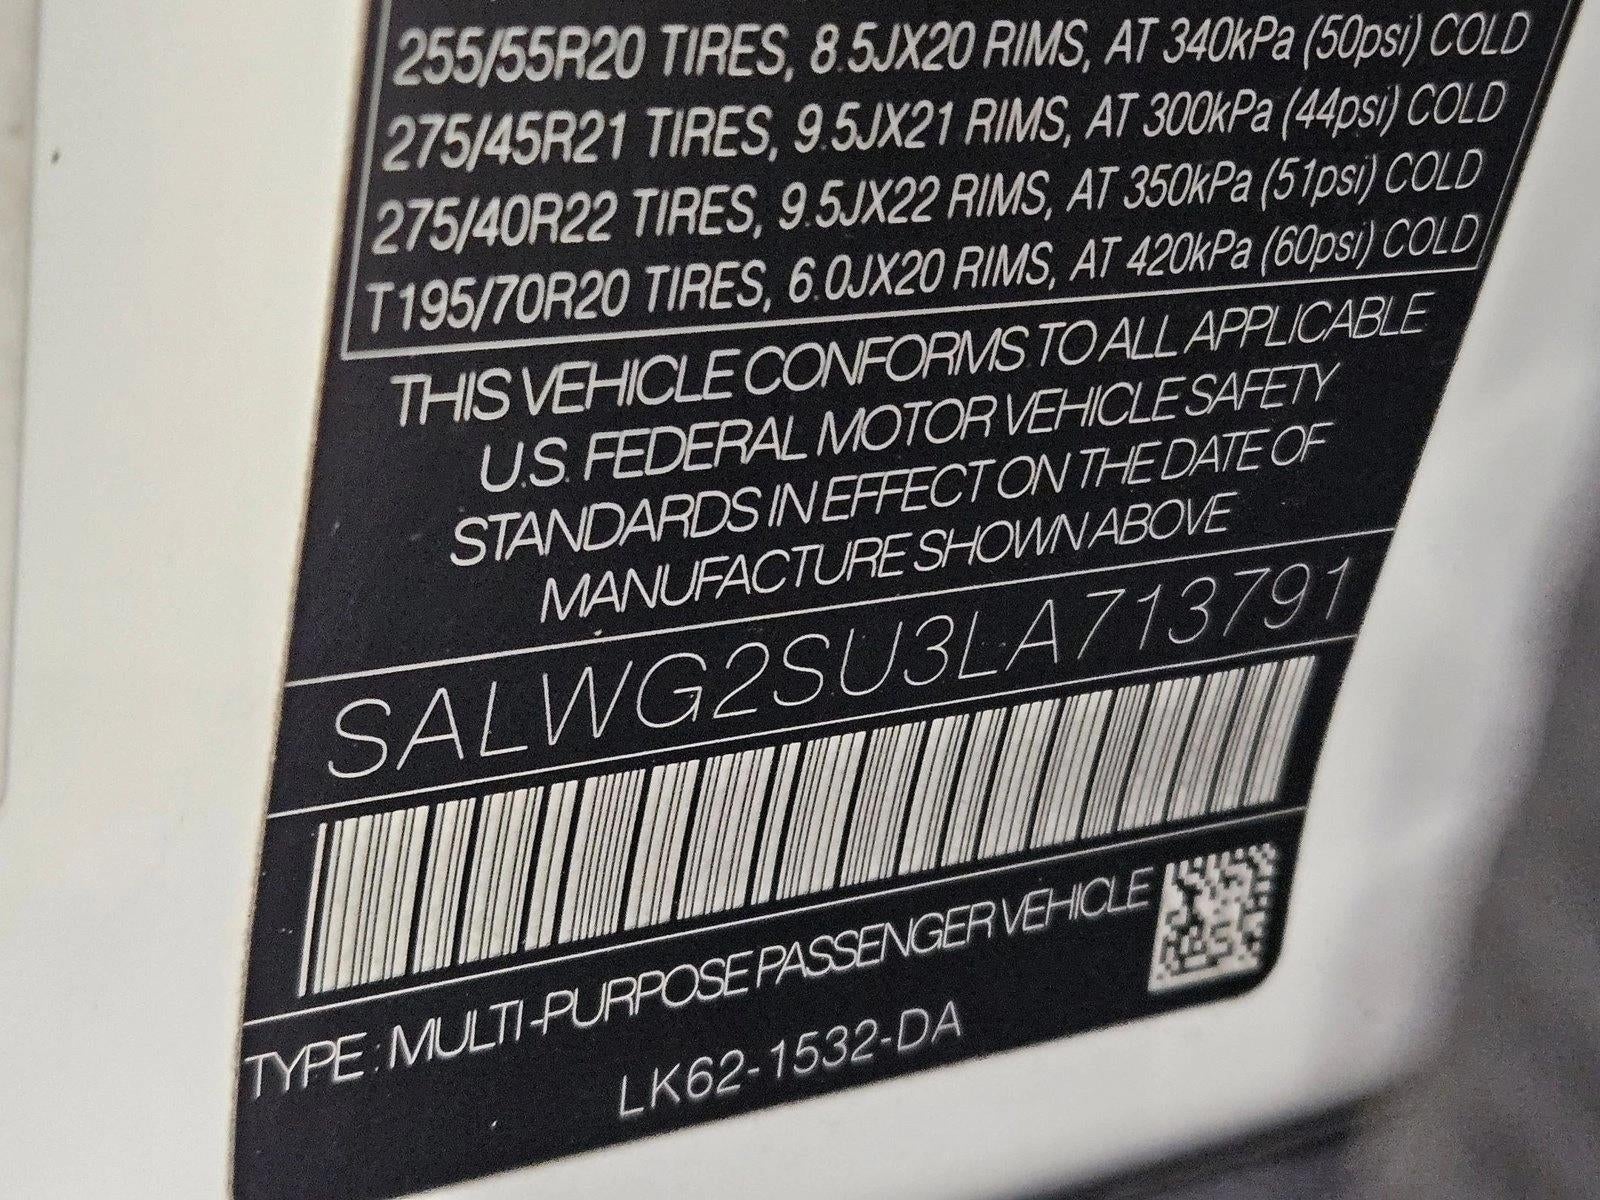 255/55R20 TIRES, 8.5JX20 RIMS, AT 340kPa (50psi) COLD
275/45R21 TIRES, 9.5JX21 RIMS, AT 300kPa (44psi) COLD
275/40R22 TIRES, 9.5JX22 RIMS, AT 350kPa (51psi) COLD
T195/70R20 TIRES, 6.0JX20 RIMS, AT 420kPa (60psi) COLD
THIS VEHICLE CONFORMS TO ALL APPLICABLE
U.S. FEDERAL MOTOR VEHICLE SAFETY
STANDARDS IN EFFECT ON THE DATE OF
MANUFACTURE SHOWN ABOVE
SALWG2SU3LA713791
TYPE: MULTI-PURPOSE PASSENGER VEHICLE
LK62-1532-DA